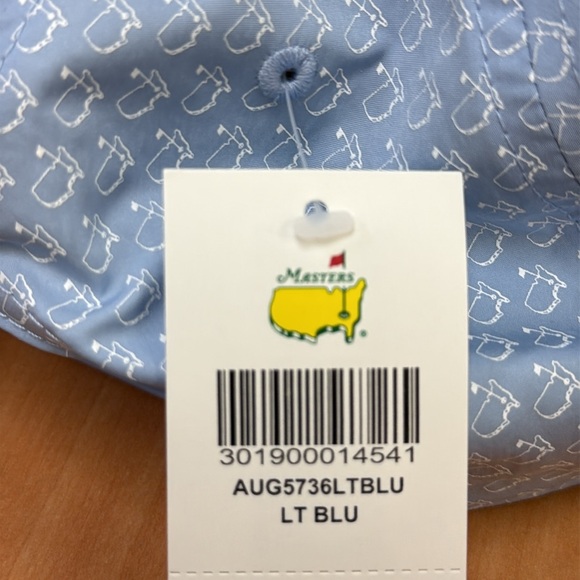 MASTERS
301900014541
AUG5736LTBLU
LT BLU